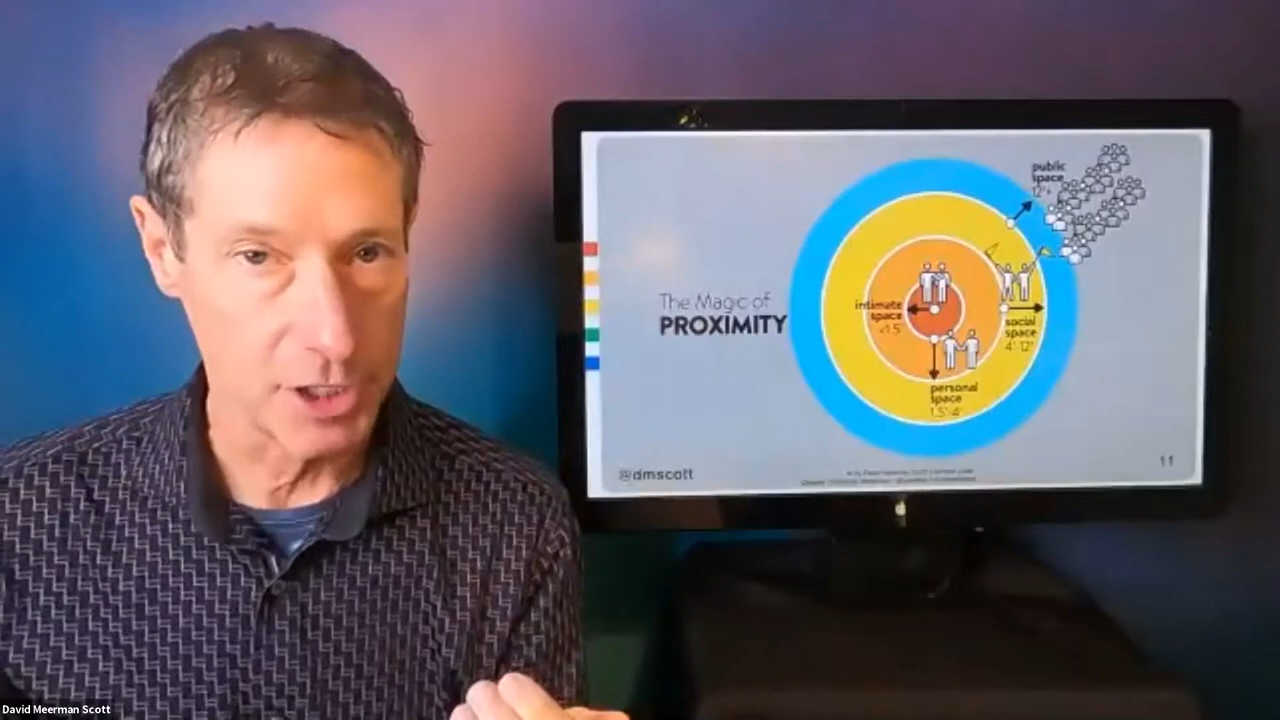 public
space
12'+
The Magic of
PROXIMITY
intimate
space
<1.5'
social
space
4'-12'
personal
space
1.5'-4'
@dmscott
11
David Meerman Scott